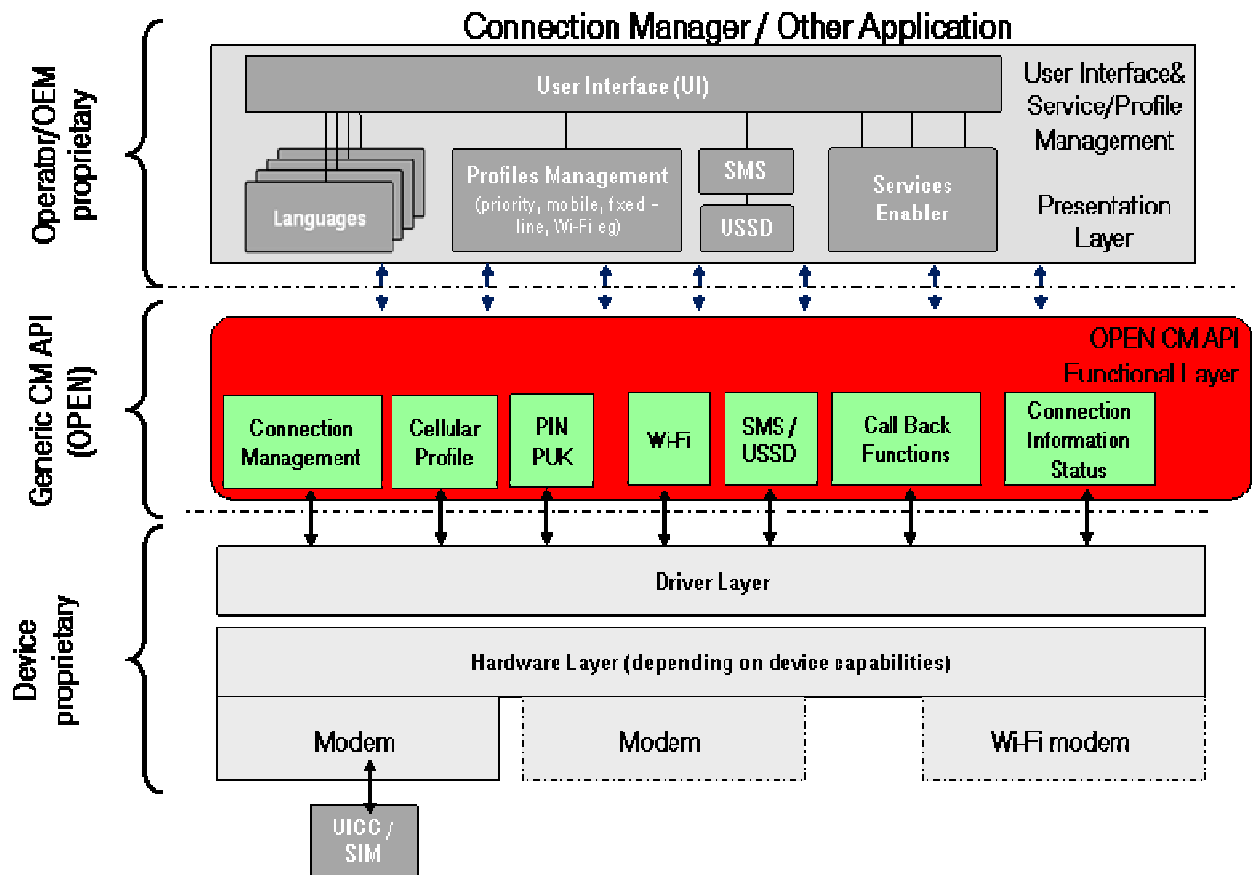 Connection Manager / Other Application
Operator/OEM
proprietary
User Interface (UI)
User Interface&
Service/Profile
Management
Presentation
Layer
Languages
Profiles Management
(priority, mobile, fixed –
line, Wi-Fi eg)
SMS
USSD
Services
Enabler
Generic CM API
(OPEN)
OPEN CM API
Functional Layer
Connection
Management
Cellular
Profile
PIN
PUK
Wi-Fi
SMS /
USSD
Call Back
Functions
Connection
Information
Status
Device
proprietary
Driver Layer
Hardware Layer (depending on device capabilities)
Modem
Modem
Wi-Fi modem
UICC /
SIM